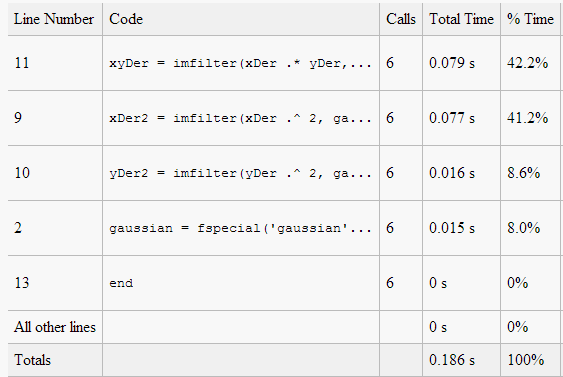 Line Number Code Calls Total Time % Time
11 xyDer = imfilter(xDer .* yDer,... 6 0.079 s 42.2%
9 xDer2 = imfilter(xDer .^ 2, ga... 6 0.077 s 41.2%
10 yDer2 = imfilter(yDer .^ 2, ga... 6 0.016 s 8.6%
2 gaussian = fspecial('gaussian'... 6 0.015 s 8.0%
13 end 6 0 s 0%
All other lines 0 s 0%
Totals 0.186 s 100%